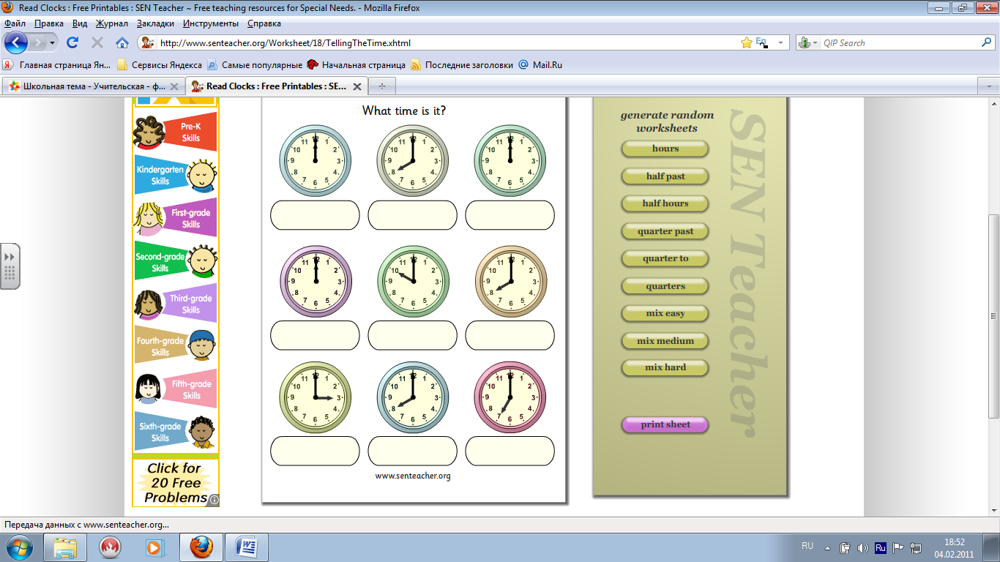 Read Clocks : Free Printables : SEN Teacher ~ Free teaching resources for Special Needs. - Mozilla Firefox
Файл Правка Вид Журнал Закладки Инструменты Справка
http://www.senteacher.org/Worksheet/18/TellingTheTime.xhtml
QIP Search
Главная страница Ян... Сервисы Яндекса Самые популярные Начальная страница Последние заголовки Mail.Ru
Школьная тема - Учительская - ф... Read Clocks : Free Printables : SE...
Pre-K
Skills
Kindergarten
Skills
First-grade
Skills
Second-grade
Skills
Third-grade
Skills
Fourth-grade
Skills
Fifth-grade
Skills
Sixth-grade
Skills
Click for
20 Free
Problems
What time is it?
www.senteacher.org
generate random
worksheets
hours
half past
half hours
quarter past
quarter to
quarters
mix easy
mix medium
mix hard
print sheet
SEN Teacher
Передача данных с www.senteacher.org...
RU
Ru
18:52
04.02.2011